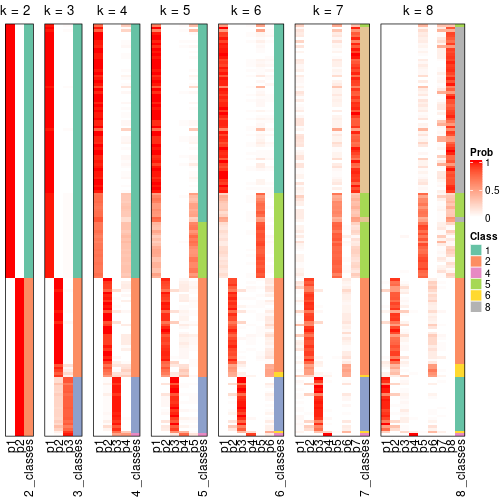 k = 2
k = 3
k = 4
k = 5
k = 6
k = 7
k = 8
Prob
1
0.5
0
Class
1
2
4
5
6
8
p1
p2
2_classes
p1
p2
p3
3_classes
p1
p2
p3
p4
4_classes
p1
p2
p3
p4
p5
5_classes
p1
p2
p3
p4
p5
p6
6_classes
p1
p2
p3
p4
p5
p6
p7
7_classes
p1
p2
p3
p4
p5
p6
p7
p8
8_classes